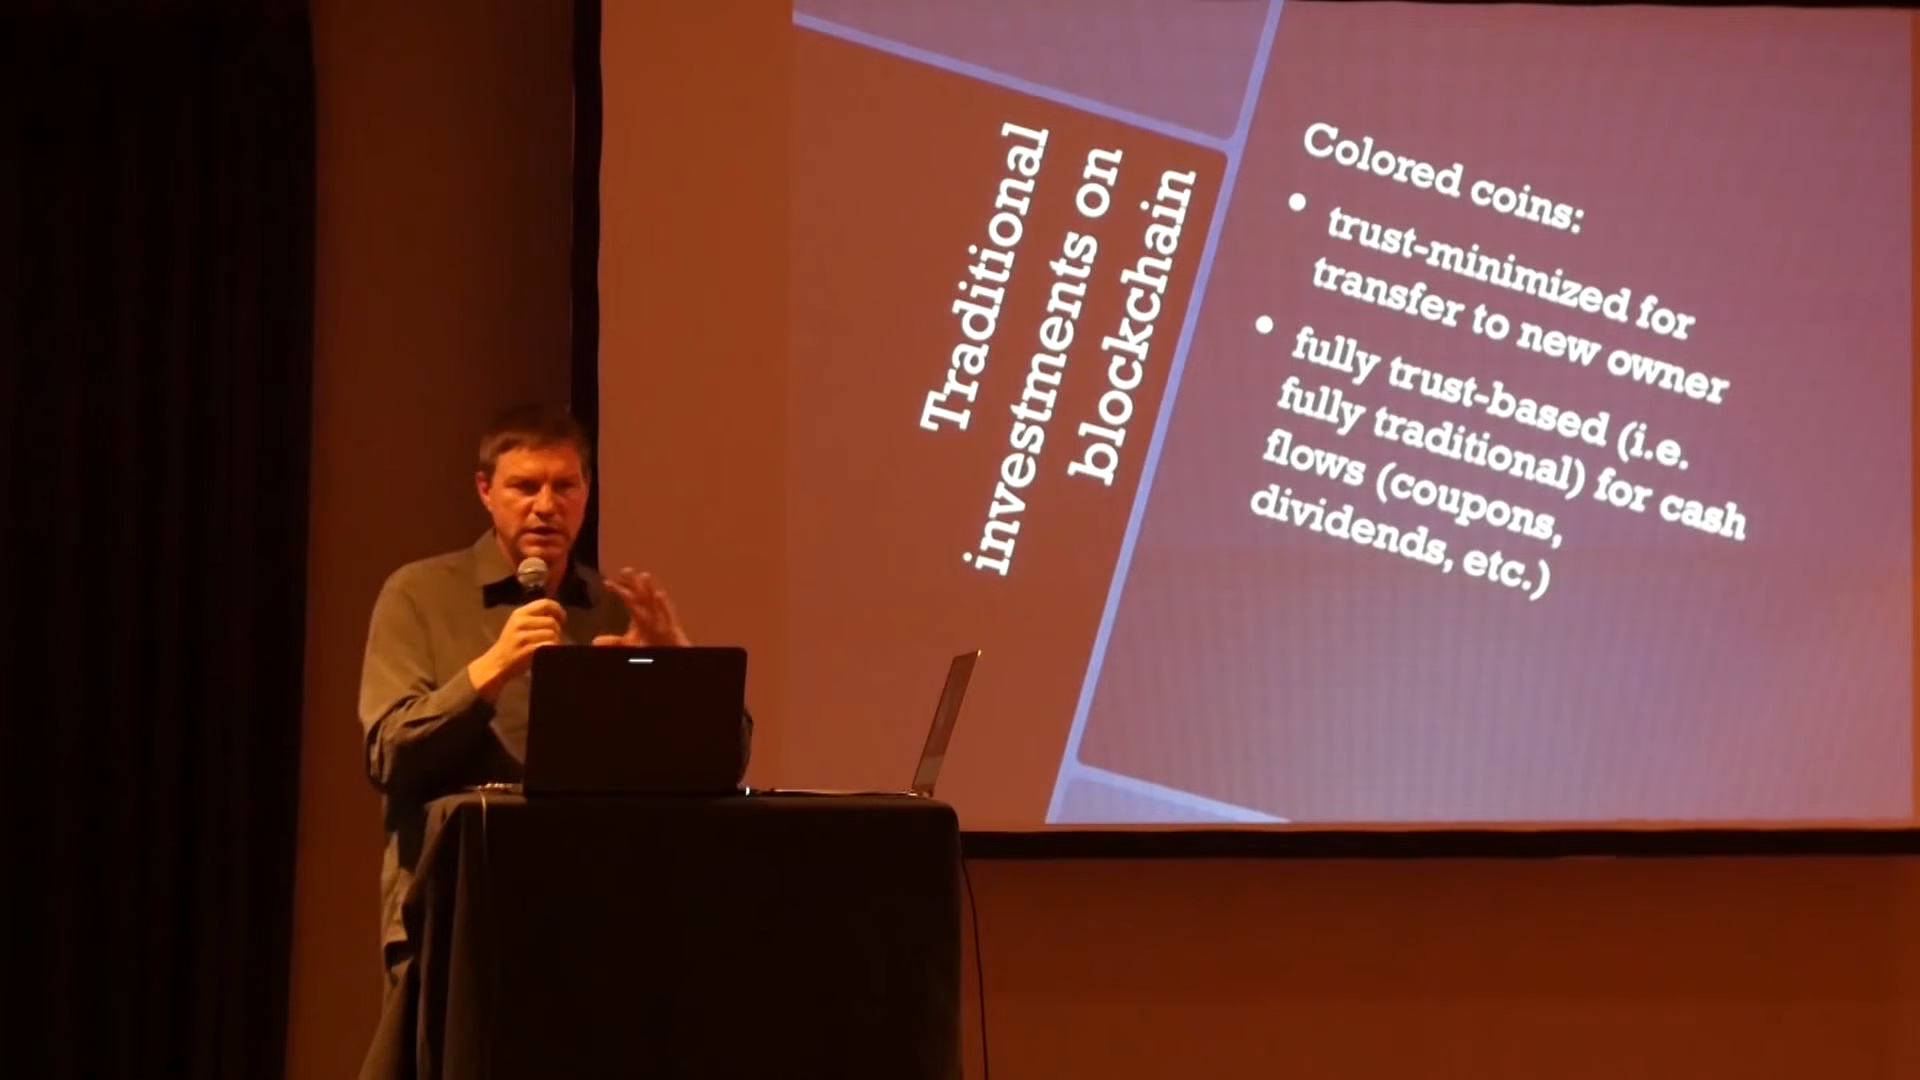 Traditional
investments on
blockchain
Colored coins:
• trust-minimized for
transfer to new owner
• fully trust-based (i.e.
fully traditional) for cash
flows (coupons,
dividends, etc.)